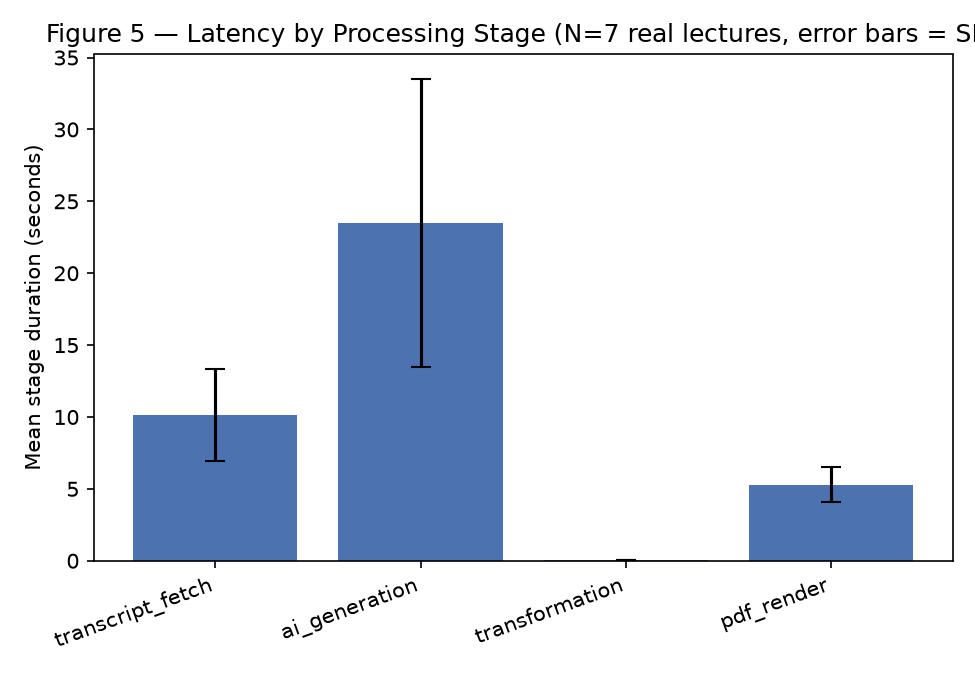 Figure 5 — Latency by Processing Stage (N=7 real lectures, error bars =
35
30
25
20
15
10
5
0
Mean stage duration (seconds)
transcript_fetch
ai_generation
transformation
pdf_render